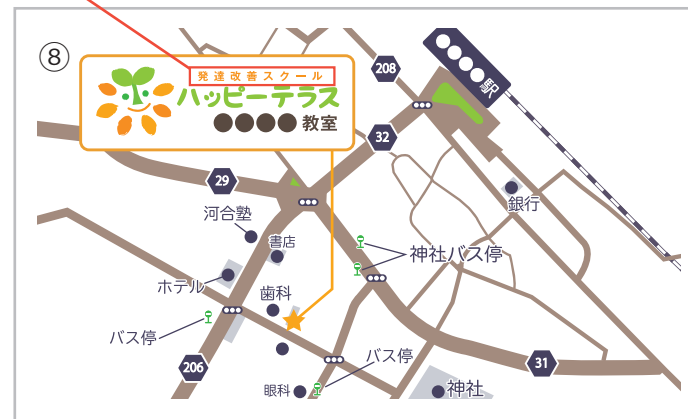 ⑧
発達改善スクール
ハッピーテラス
●●●●教室
208
●●●●駅
32
29
河合塾
書店
銀行
神社バス停
ホテル
歯科
バス停
バス停
206
31
眼科
神社